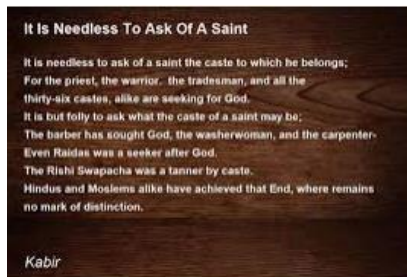 It Is Needless To Ask Of A Saint
It is needless to ask of a saint the caste to which he belongs;
For the priest, the warrior. the tradesman, and all the
thirty-six castes, alike are seeking for God.
It is but folly to ask what the caste of a saint may be;
The barber has sought God, the washerwoman, and the carpenter-
Even Raidas was a seeker after God.
The Rishi Swapacha was a tanner by caste.
Hindus and Moslems alike have achieved that End, where remains
no mark of distinction.
Kabir